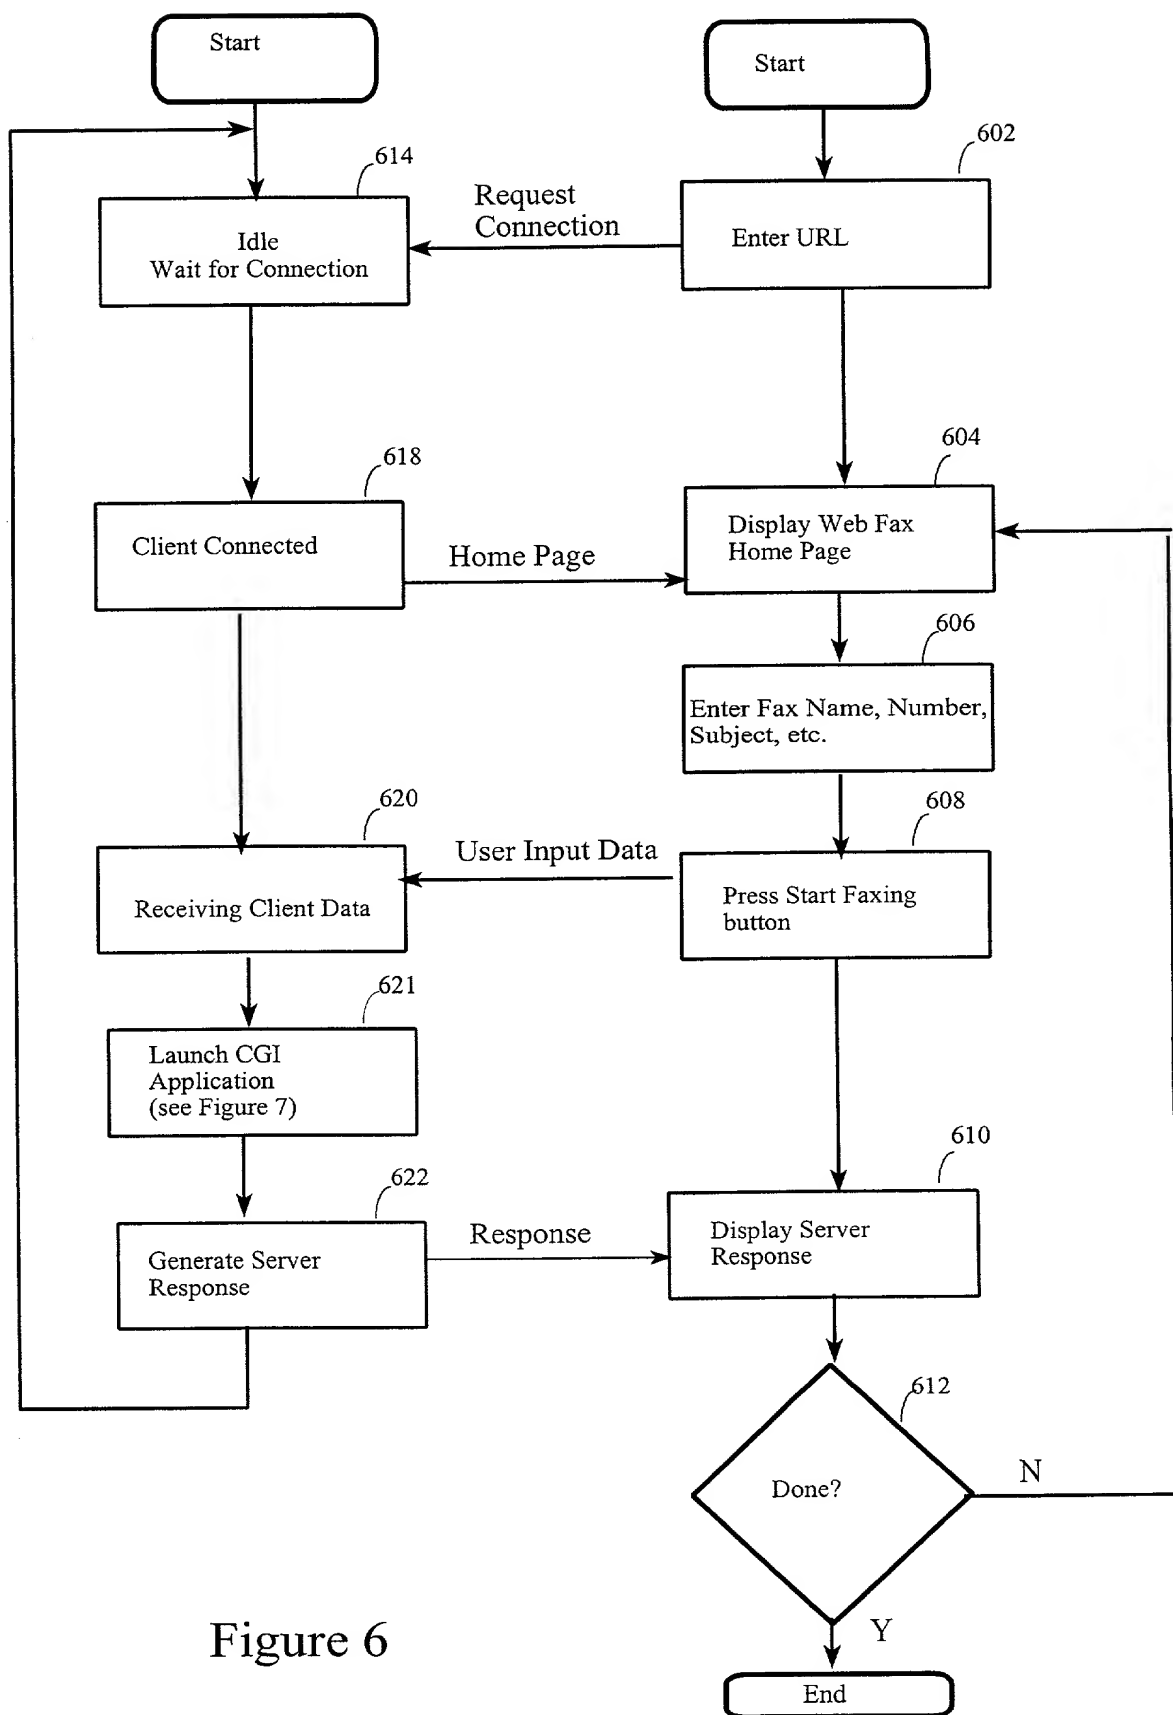 Start
Start
614
602
Request
Connection
Idle
Wait for Connection
Enter URL
618
604
Client Connected
Home Page
Display Web Fax
Home Page
606
Enter Fax Name, Number,
Subject, etc.
620
608
User Input Data
Receiving Client Data
Press Start Faxing
button
621
Launch CGI
Application
(see Figure 7)
610
622
Response
Generate Server
Response
Display Server
Response
612
Done?
N
Y
End
Figure 6